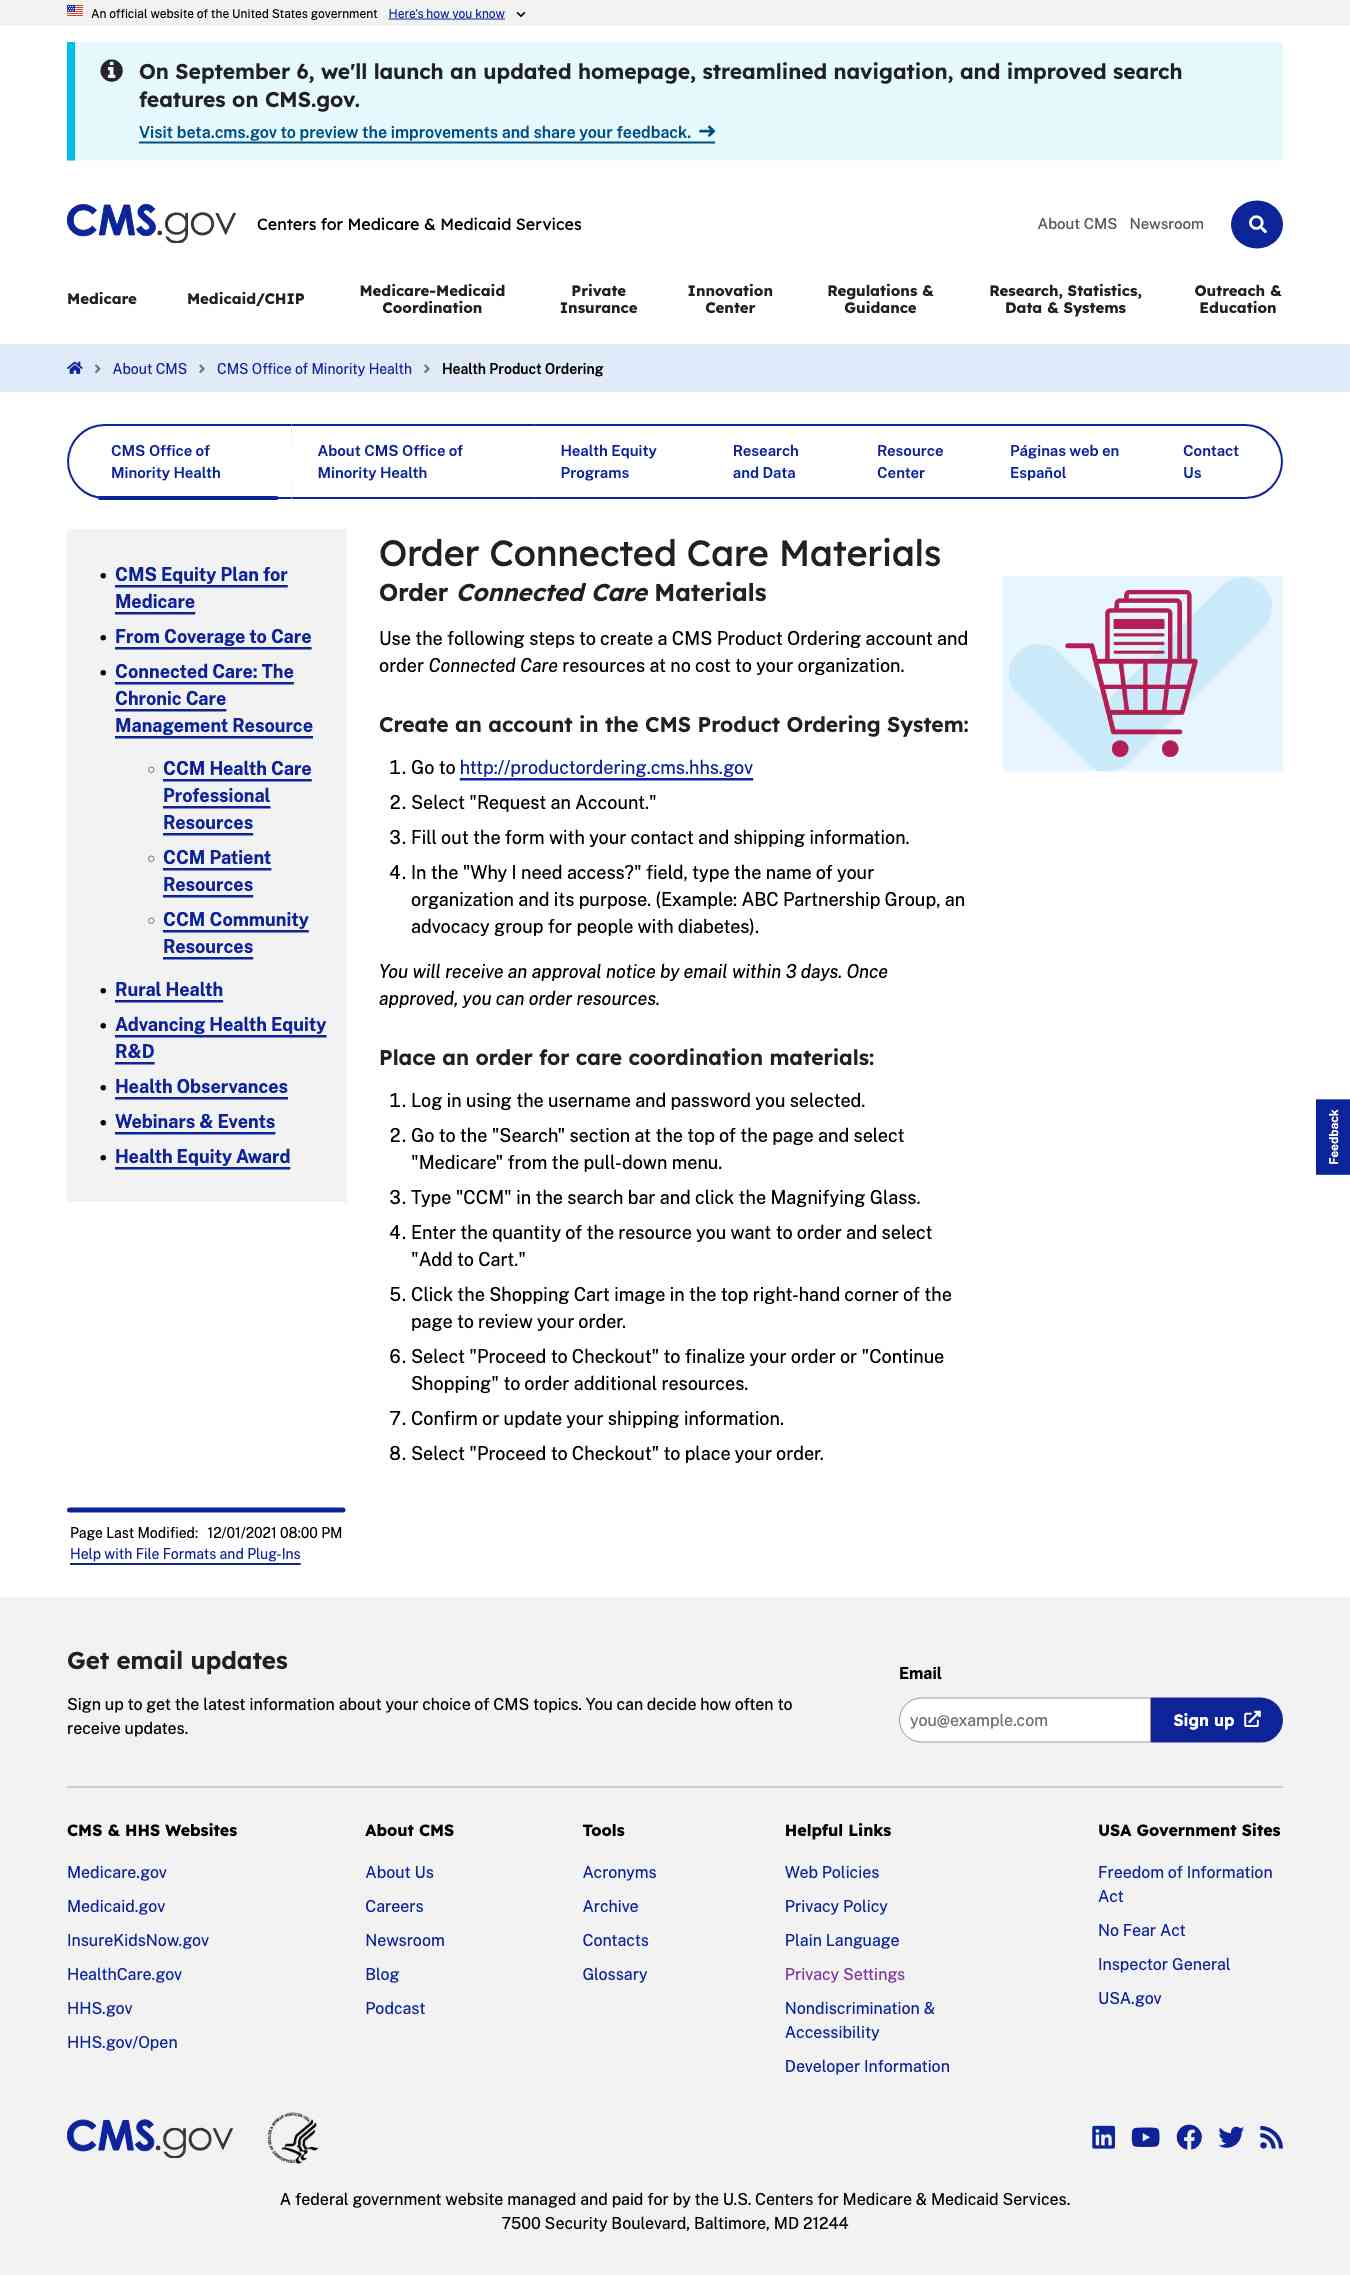 An official website of the United States government Here's how you know
On September 6, we'll launch an updated homepage, streamlined navigation, and improved search
features on CMS.gov.
Visit beta.cms.gov to preview the improvements and share your feedback.
CMS.gov Centers for Medicare & Medicaid Services
About CMS Newsroom
Medicare
Medicaid/CHIP
Medicare-Medicaid
Coordination
Private
Insurance
Innovation
Center
Regulations &
Guidance
Research, Statistics,
Data & Systems
Outreach &
Education
About CMS
CMS Office of Minority Health
Health Product Ordering
CMS Office of
Minority Health
About CMS Office of
Minority Health
Health Equity
Programs
Research
and Data
Resource
Center
Páginas web en
Español
Contact
Us
CMS Equity Plan for
Medicare
From Coverage to Care
Connected Care: The
Chronic Care
Management Resource
CCM Health Care
Professional
Resources
CCM Patient
Resources
CCM Community
Resources
Rural Health
Advancing Health Equity
R&D
Health Observances
Webinars & Events
Health Equity Award
Order Connected Care Materials
Order Connected Care Materials
Use the following steps to create a CMS Product Ordering account and
order Connected Care resources at no cost to your organization.
Create an account in the CMS Product Ordering System:
1. Go to http://productordering.cms.hhs.gov
2. Select "Request an Account."
3. Fill out the form with your contact and shipping information.
4. In the "Why I need access?" field, type the name of your
organization and its purpose. (Example: ABC Partnership Group, an
advocacy group for people with diabetes).
You will receive an approval notice by email within 3 days. Once
approved, you can order resources.
Place an order for care coordination materials:
1. Log in using the username and password you selected.
2. Go to the "Search" section at the top of the page and select
"Medicare" from the pull-down menu.
3. Type "CCM" in the search bar and click the Magnifying Glass.
4. Enter the quantity of the resource you want to order and select
"Add to Cart."
5. Click the Shopping Cart image in the top right-hand corner of the
page to review your order.
6. Select "Proceed to Checkout" to finalize your order or "Continue
Shopping" to order additional resources.
7. Confirm or update your shipping information.
8. Select "Proceed to Checkout" to place your order.
Feedback
Page Last Modified: 12/01/2021 08:00 PM
Help with File Formats and Plug-Ins
Get email updates
Sign up to get the latest information about your choice of CMS topics. You can decide how often to
receive updates.
Email
you@example.com
Sign up
CMS & HHS Websites
Medicare.gov
Medicaid.gov
InsureKidsNow.gov
HealthCare.gov
HHS.gov
HHS.gov/Open
About CMS
About Us
Careers
Newsroom
Blog
Podcast
Tools
Acronyms
Archive
Contacts
Glossary
Helpful Links
Web Policies
Privacy Policy
Plain Language
Privacy Settings
Nondiscrimination &
Accessibility
Developer Information
USA Government Sites
Freedom of Information
Act
No Fear Act
Inspector General
USA.gov
CMS.gov
A federal government website managed and paid for by the U.S. Centers for Medicare & Medicaid Services.
7500 Security Boulevard, Baltimore, MD 21244